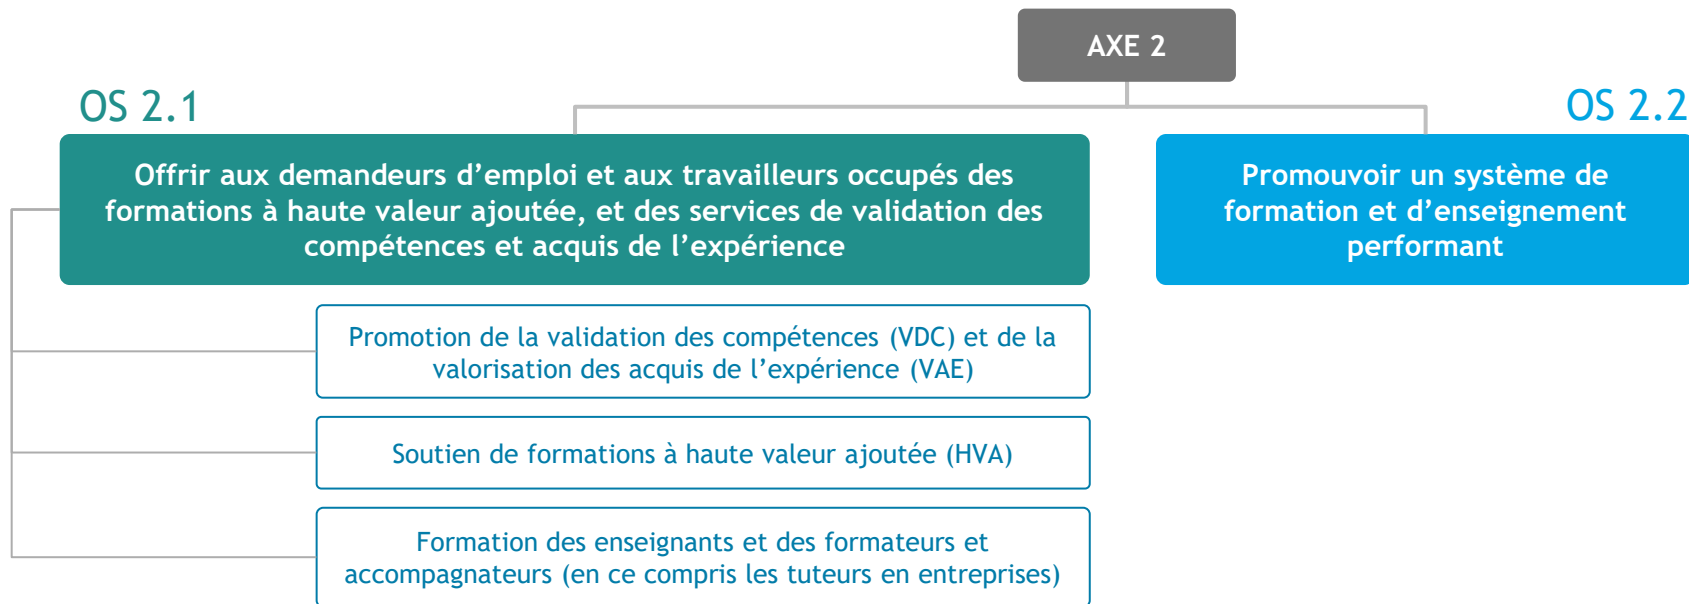 AXE 2
OS 2.1
OS 2.2
Offrir aux demandeurs d’emploi et aux travailleurs occupés des
formations à haute valeur ajoutée, et des services de validation des
compétences et acquis de l’expérience
Promouvoir un système de
formation et d’enseignement
performant
Promotion de la validation des compétences (VDC) et de la
valorisation des acquis de l’expérience (VAE)
Soutien de formations à haute valeur ajoutée (HVA)
Formation des enseignants et des formateurs et
accompagnateurs (en ce compris les tuteurs en entreprises)